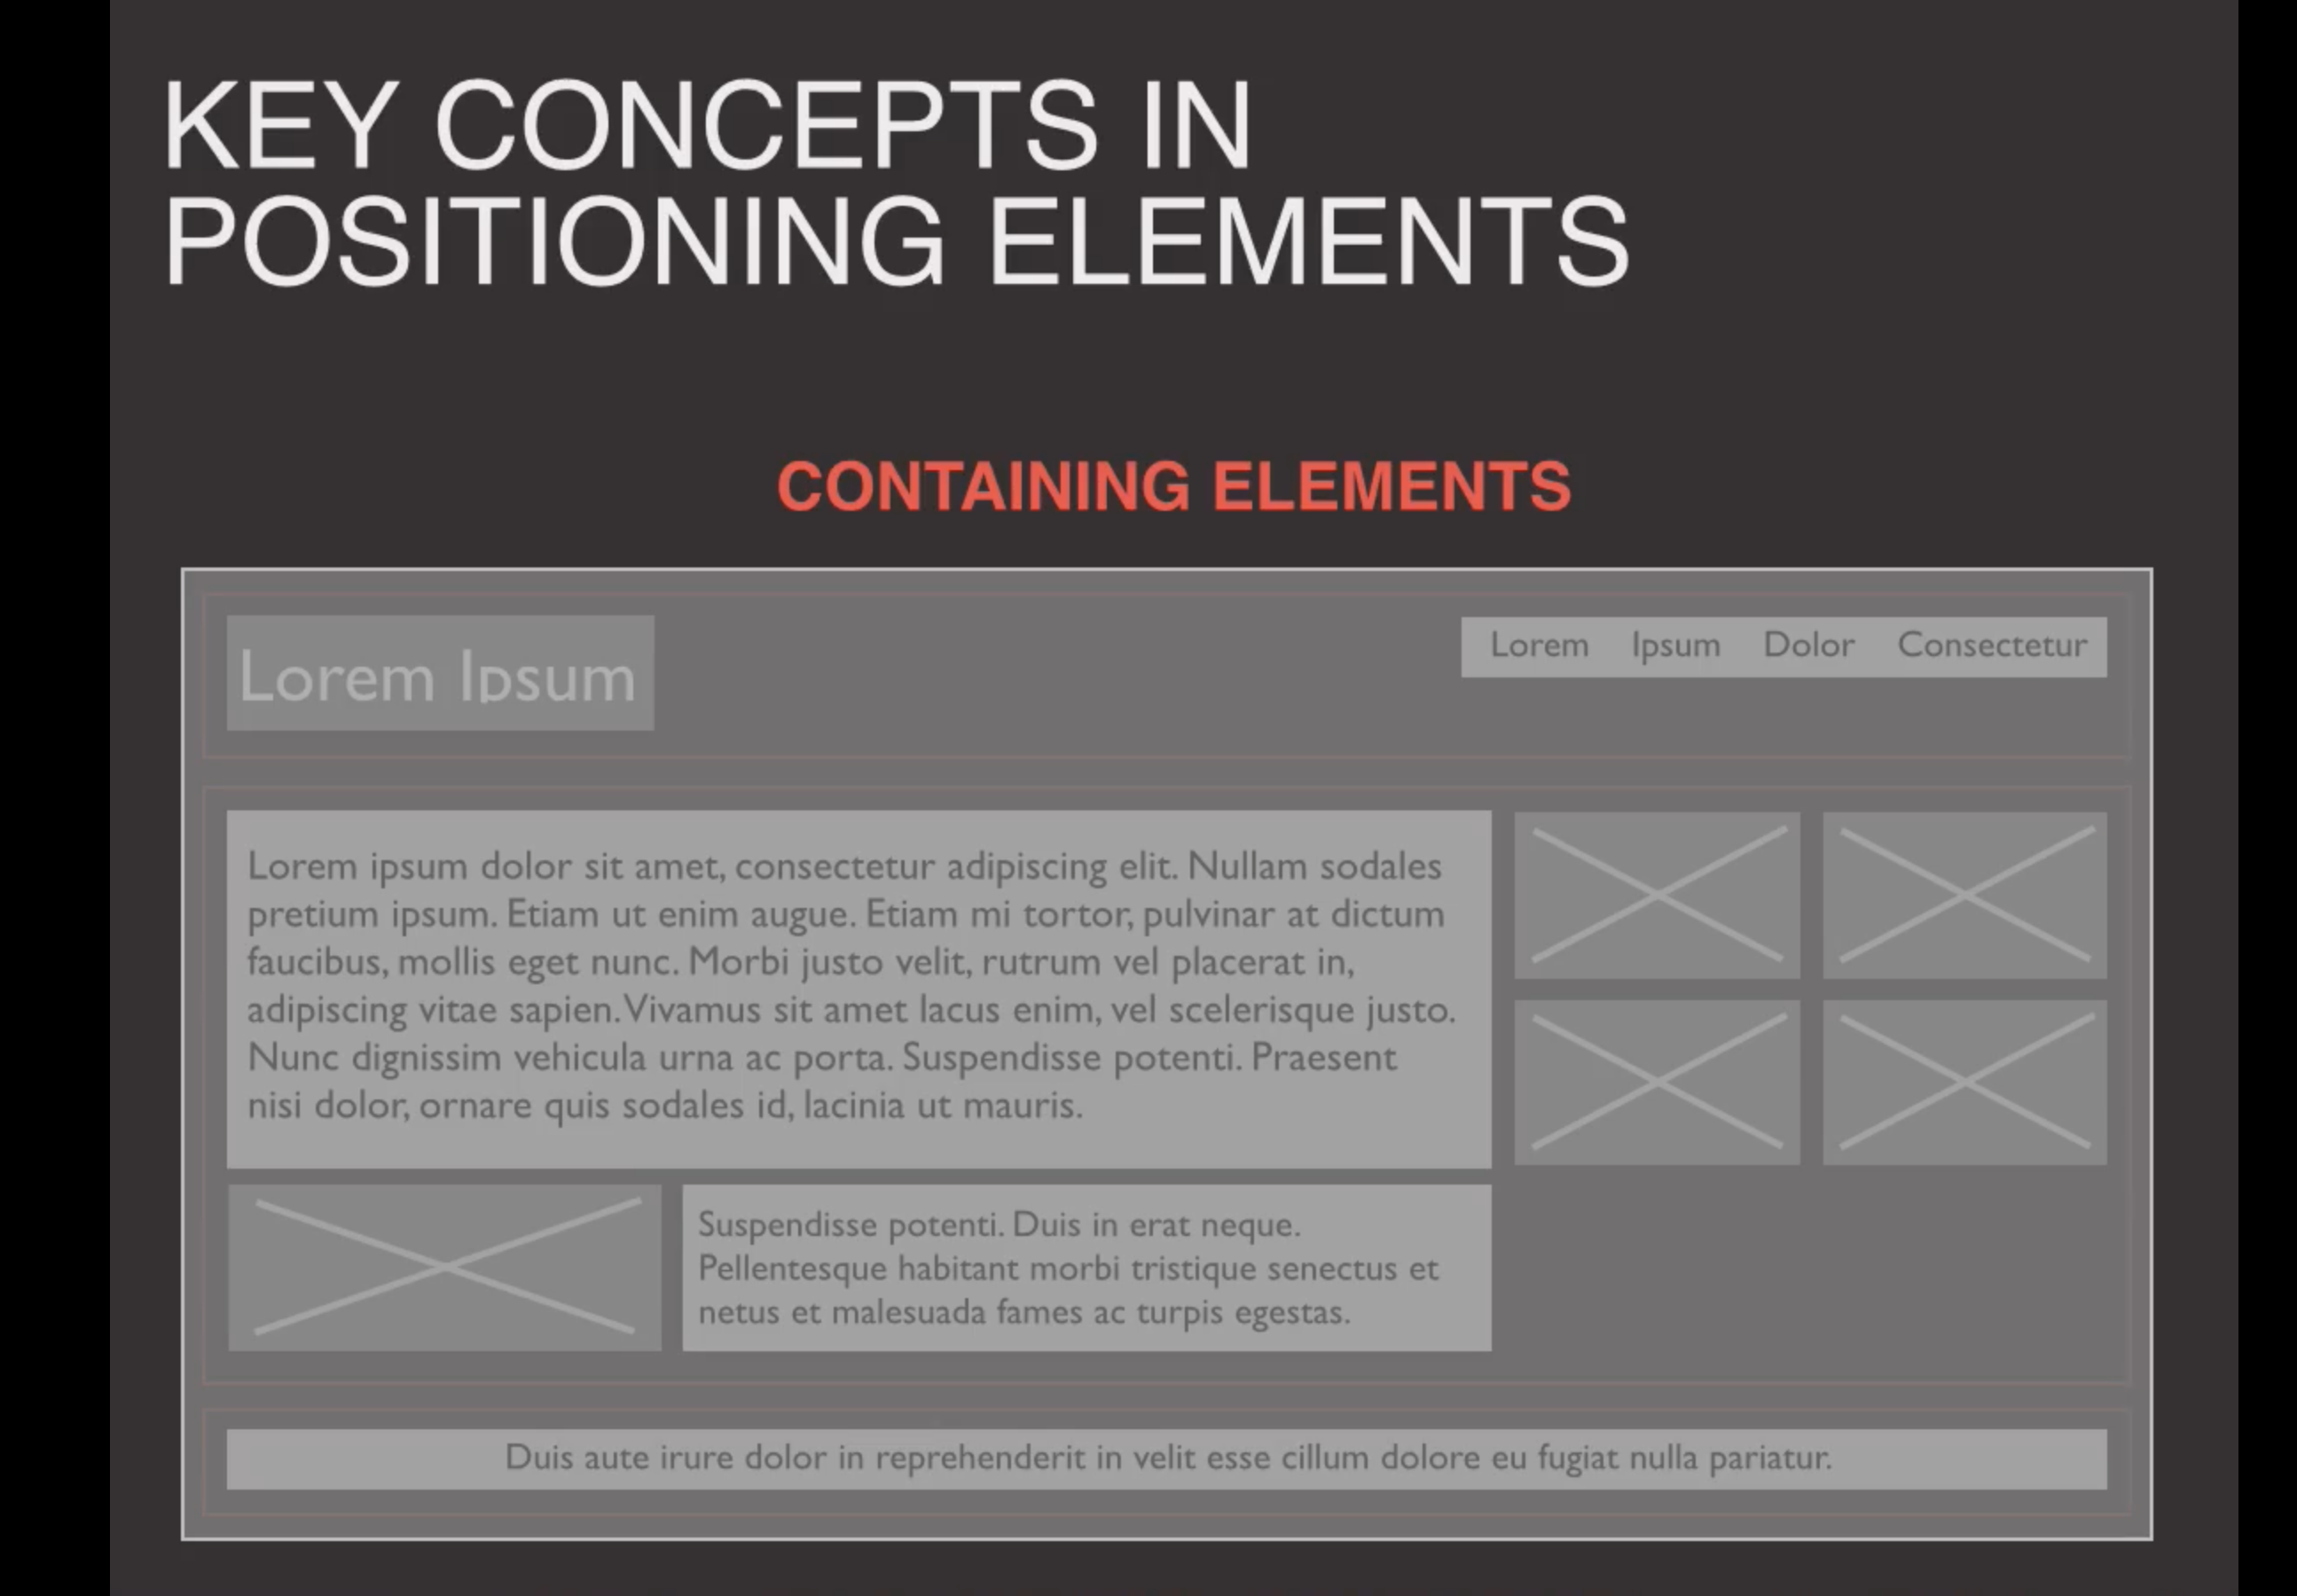 KEY CONCEPTS IN
POSITIONING ELEMENTS
CONTAINING ELEMENTS
Lorem Ipsum
Lorem Ipsum Dolor Consectetur
Lorem ipsum dolor sit amet, consectetur adipiscing elit. Nullam sodales
pretium ipsum. Etiam ut enim augue. Etiam mi tortor, pulvinar at dictum
faucibus, mollis eget nunc. Morbi justo velit, rutrum vel placerat in,
adipiscing vitae sapien. Vivamus sit amet lacus enim, vel scelerisque justo.
Nunc dignissim vehicula urna ac porta. Suspendisse potenti. Praesent
nisi dolor, ornare quis sodales id, lacinia ut mauris.
Suspendisse potenti. Duis in erat neque.
Pellentesque habitant morbi tristique senectus et
netus et malesuada fames ac turpis egestas.
Duis aute irure dolor in reprehenderit in velit esse cillum dolore eu fugiat nulla pariatur.